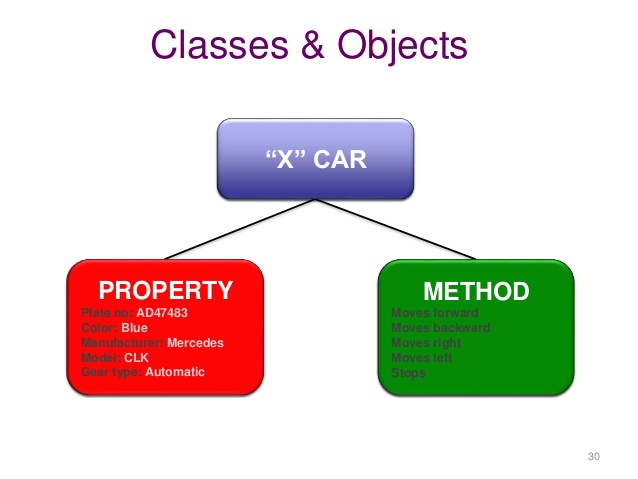 Classes & Objects
“X” CAR
PROPERTY
Plate no: AD47483
Color: Blue
Manufacturer: Mercedes
Model: CLK
Gear type: Automatic
METHOD
Moves forward
Moves backward
Moves right
Moves left
Stops
30